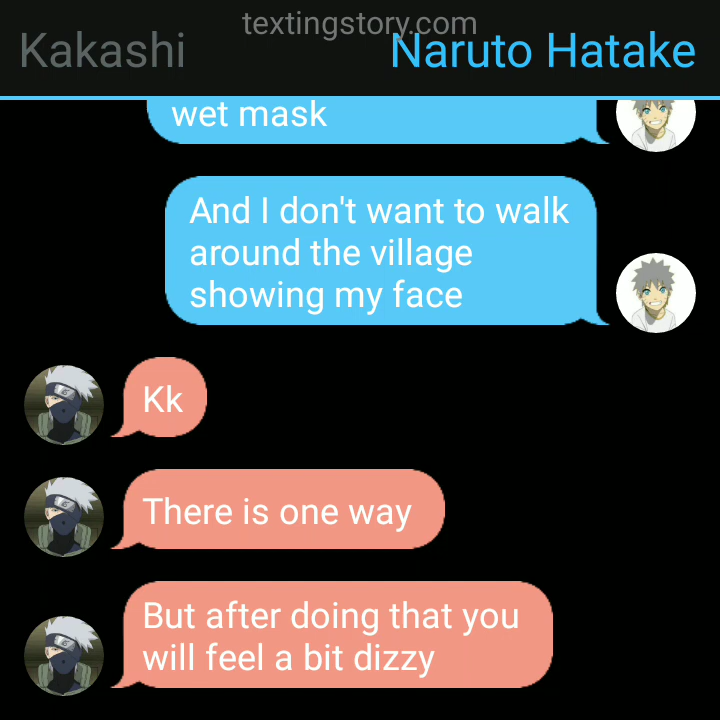 textingstory.com
Kakashi
Naruto Hatake
wet mask
And I don't want to walk
around the village
showing my face
Kk
There is one way
But after doing that you
will feel a bit dizzy